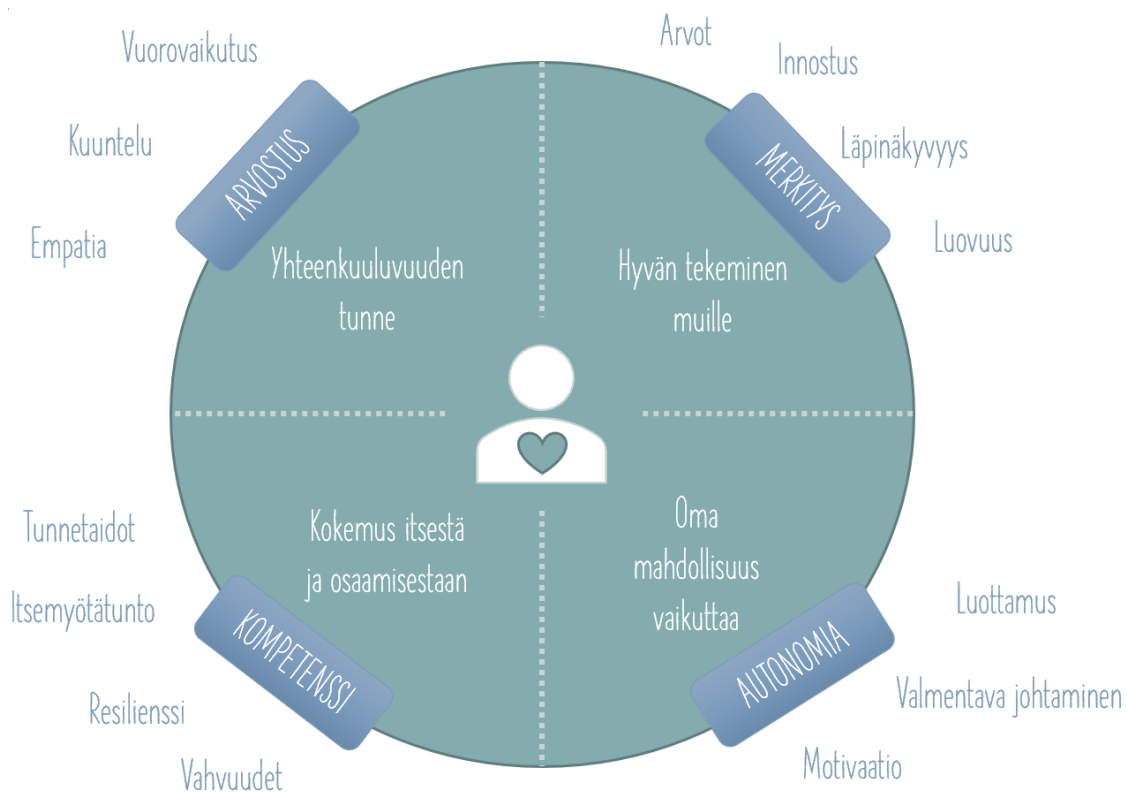 Vuorovaikutus
Kuuntelu
Empatia
ARVOSTUS
Yhteenkuuluvuuden
tunne
Arvot
Innostus
Läpinäkyvyys
Luovuus
MERKITYS
Hyvän tekeminen
muille
Tunnetaidot
Itsemyötätunto
Resilienssi
Vahvuudet
KOMPETENSSI
Kokemus itsestä
ja osaamisestaan
Oma
mahdollisuus
vaikuttaa
AUTONOMIA
Luottamus
Valmentava johtaminen
Motivaatio